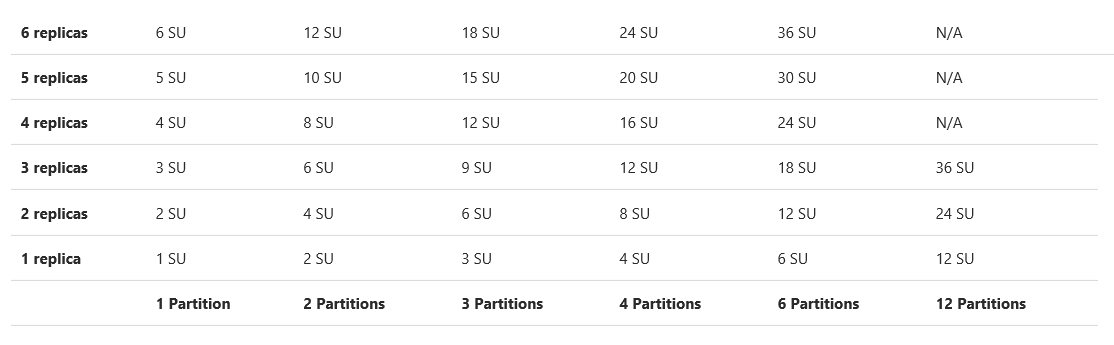 6 replicas 6 SU 12 SU 18 SU 24 SU 36 SU N/A
5 replicas 5 SU 10 SU 15 SU 20 SU 30 SU N/A
4 replicas 4 SU 8 SU 12 SU 16 SU 24 SU N/A
3 replicas 3 SU 6 SU 9 SU 12 SU 18 SU 36 SU
2 replicas 2 SU 4 SU 6 SU 8 SU 12 SU 24 SU
1 replica 1 SU 2 SU 3 SU 4 SU 6 SU 12 SU
1 Partition 2 Partitions 3 Partitions 4 Partitions 6 Partitions 12 Partitions